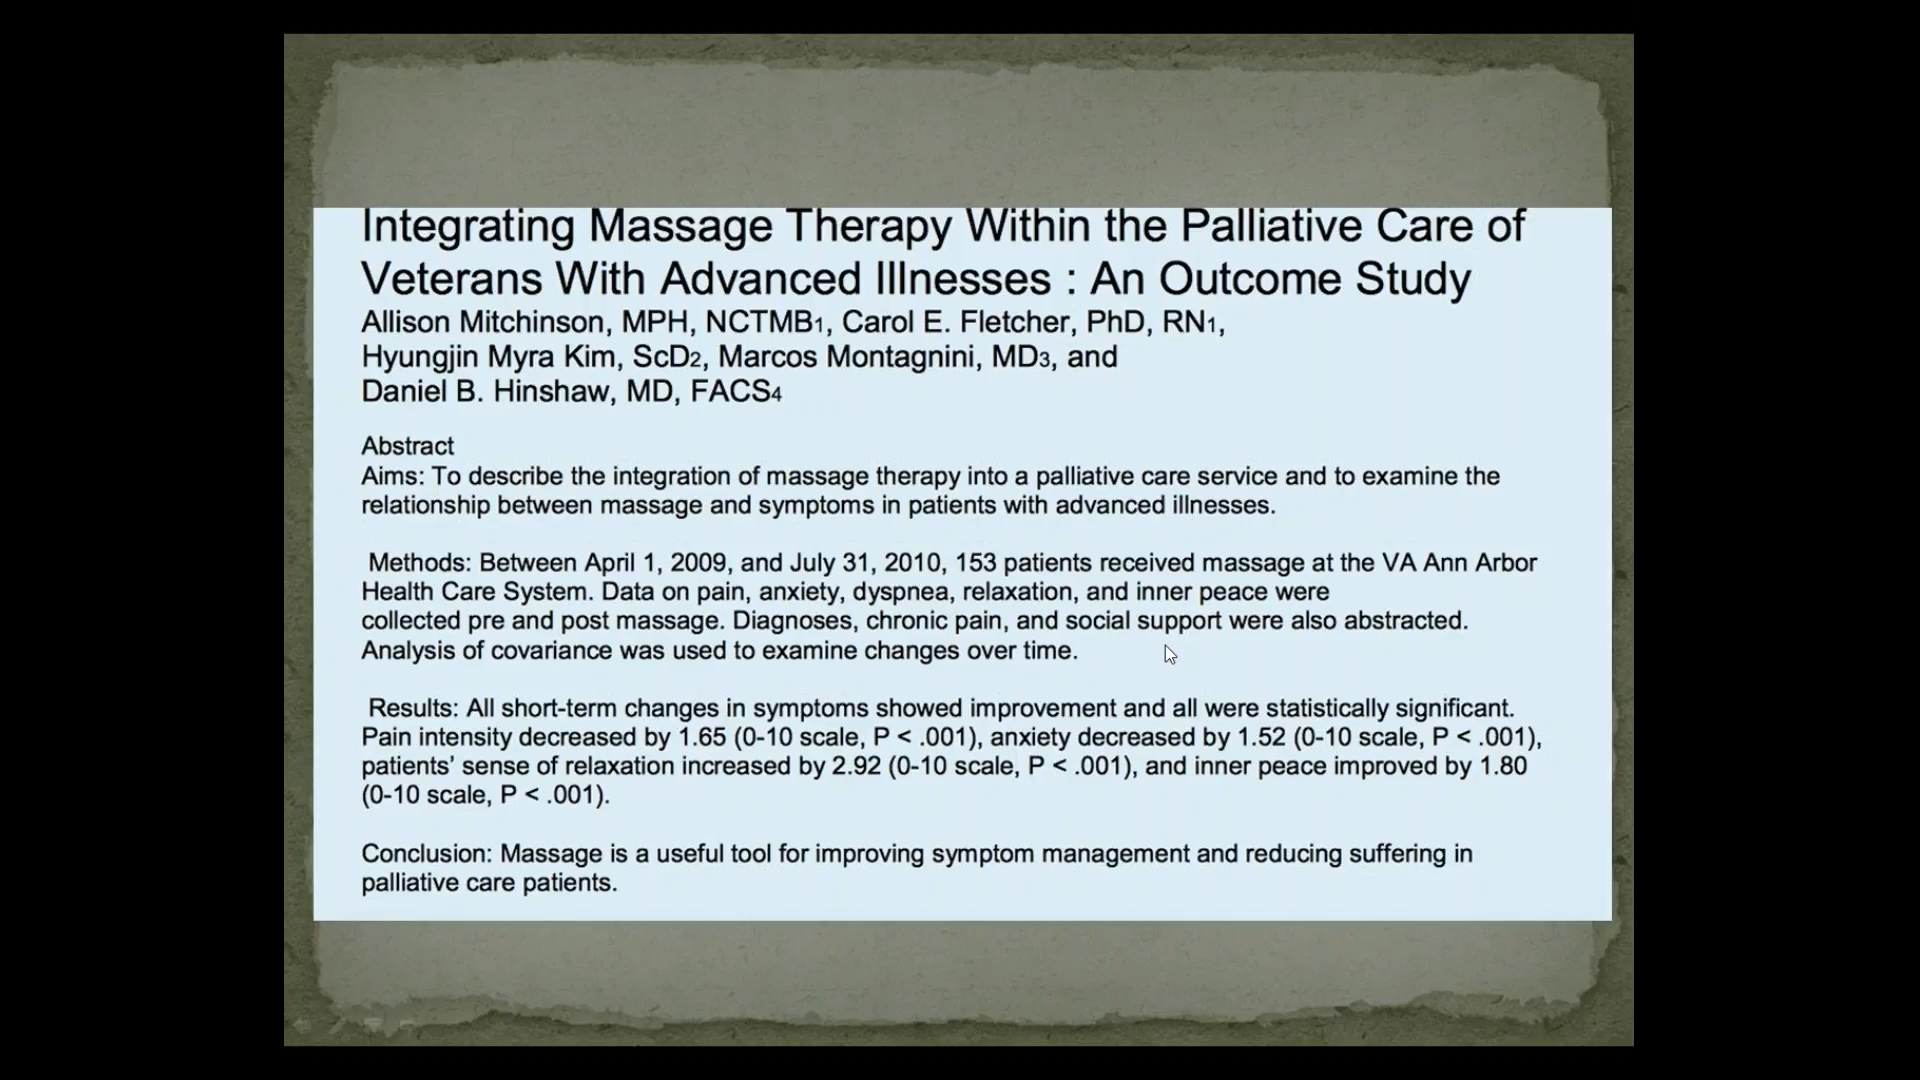 Integrating Massage Therapy Within the Palliative Care of
Veterans With Advanced Illnesses : An Outcome Study
Allison Mitchinson, MPH, NCTMB1, Carol E. Fletcher, PhD, RN1,
Hyungjin Myra Kim, ScD2, Marcos Montagnini, MD3, and
Daniel B. Hinshaw, MD, FACS4
Abstract
Aims: To describe the integration of massage therapy into a palliative care service and to examine the
relationship between massage and symptoms in patients with advanced illnesses.
Methods: Between April 1, 2009, and July 31, 2010, 153 patients received massage at the VA Ann Arbor
Health Care System. Data on pain, anxiety, dyspnea, relaxation, and inner peace were
collected pre and post massage. Diagnoses, chronic pain, and social support were also abstracted.
Analysis of covariance was used to examine changes over time.
Results: All short-term changes in symptoms showed improvement and all were statistically significant.
Pain intensity decreased by 1.65 (0-10 scale, P < .001), anxiety decreased by 1.52 (0-10 scale, P < .001),
patients’ sense of relaxation increased by 2.92 (0-10 scale, P < .001), and inner peace improved by 1.80
(0-10 scale, P < .001).
Conclusion: Massage is a useful tool for improving symptom management and reducing suffering in
palliative care patients.